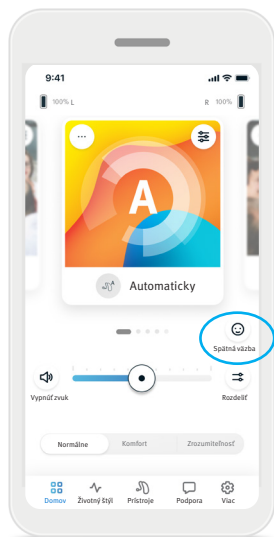 9:41
100% L
R 100%
A
Automaticky
Spätná väzba
Vypnúť zvuk
Rozdeliť
Normálne Komfort Zrozumiteľnosť
Domov Životný štýl Prístroje Podpora Viac